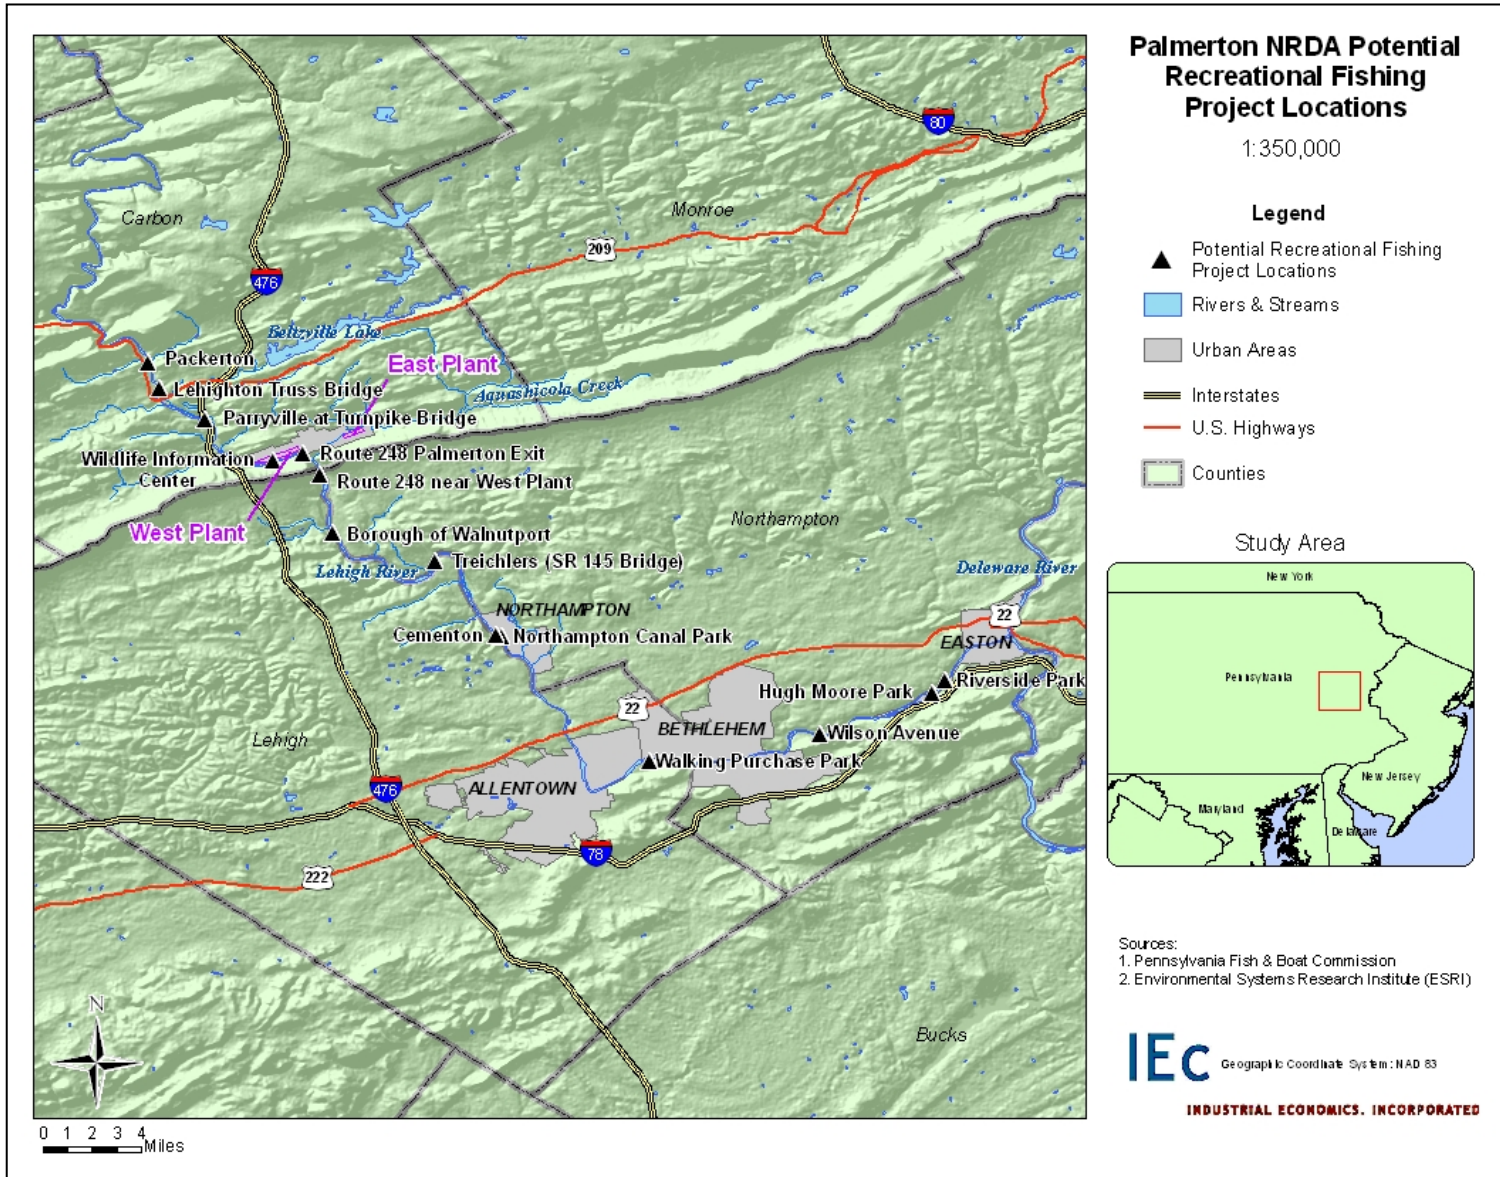 Palmerton NRDA Potential
Recreational Fishing
Project Locations
1:350,000
Legend
Potential Recreational Fishing
Project Locations
Rivers & Streams
Urban Areas
Interstates
U.S. Highways
Counties
Study Area
New York
Pennsylvania
New Jersey
Maryland
Delaware
Sources:
1. Pennsylvania Fish & Boat Commission
2. Environmental Systems Research Institute (ESRI)
IEc
Geographic Coordinate System: NAD 83
INDUSTRIAL ECONOMICS, INCORPORATED
80
Carbon
Monroe
209
476
Beltzville Lake
Packerton
East Plant
Lehighton Truss Bridge
Aquashicola Creek
Parryville at Turnpike Bridge
Wildlife Information
Center
Route 248 Palmerton Exit
Route 248 near West Plant
West Plant
Northampton
Borough of Walnutport
Lehigh River
Treichlers (SR 145 Bridge)
Deleware River
NORTHAMPTON
22
Cementon
Northampton Canal Park
EASTON
Riverside Park
Hugh Moore Park
22
BETHLEHEM
Wilson Avenue
Lehigh
Walking Purchase Park
476
ALLENTOWN
78
222
Bucks
N
0 1 2 3 4
Miles